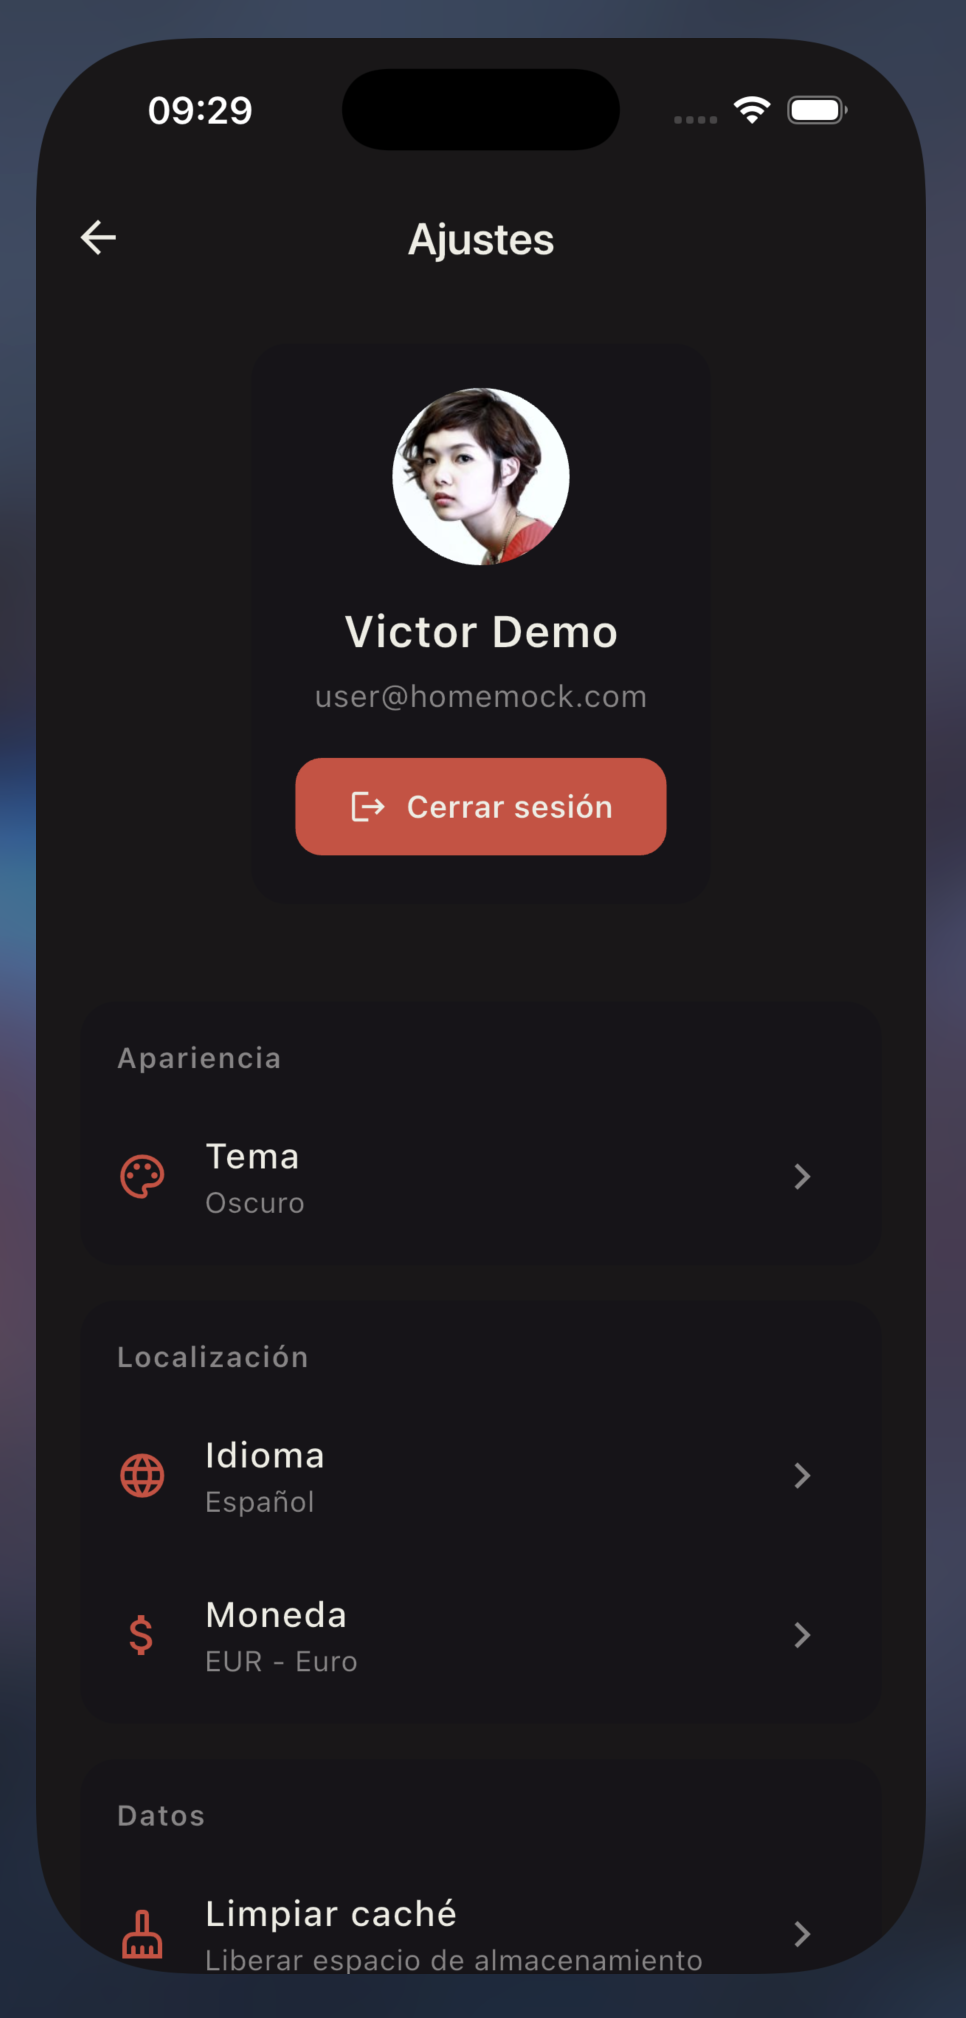 09:29
Ajustes
Victor Demo
user@homemock.com
Cerrar sesión
Apariencia
Tema
Oscuro
Localización
Idioma
Español
Moneda
EUR - Euro
Datos
Limpiar caché
Liberar espacio de almacenamiento